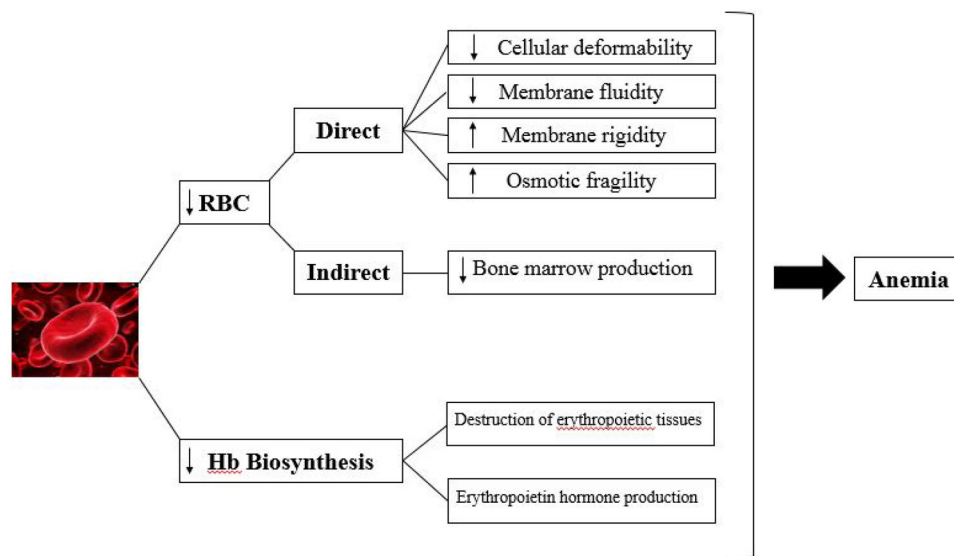 ↓ Cellular deformability
↓ Membrane fluidity
Direct
↑ Membrane rigidity
↑ Osmotic fragility
↓ RBC
Indirect
↓ Bone marrow production
Anemia
Destruction of erythropoietic tissues
↓ Hb Biosynthesis
Erythropoietin hormone production